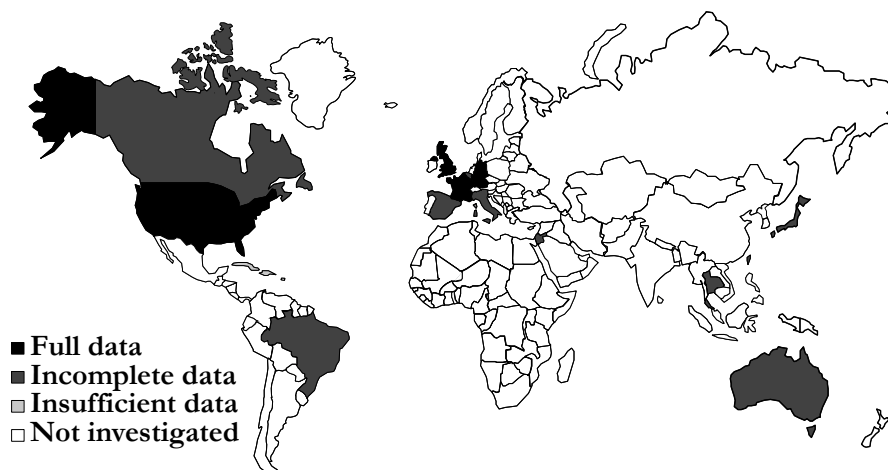 Full data
Incomplete data
Insufficient data
Not investigated